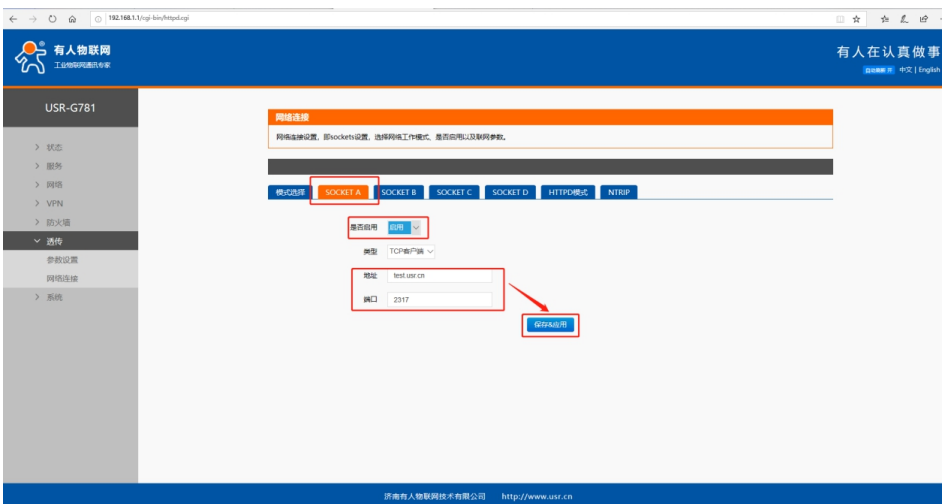 192.168.1.1/cgi-bin/httpd.cgi
有人物联网
工业物联网通讯专家
有人在认真做事
自动刷新 开 中文 | English
USR-G781
状态
服务
网络
VPN
防火墙
透传
参数设置
网络连接
系统
网络连接
网络连接设置，即sockets设置，选择网络工作模式、是否启用以及联网参数。
模式选择 SOCKET A SOCKET B SOCKET C SOCKET D HTTPD模式 NTRIP
是否启用 启用
类型 TCP客户端
地址 test.usr.cn
端口 2317
保存&应用
济南有人物联网技术有限公司 http://www.usr.cn